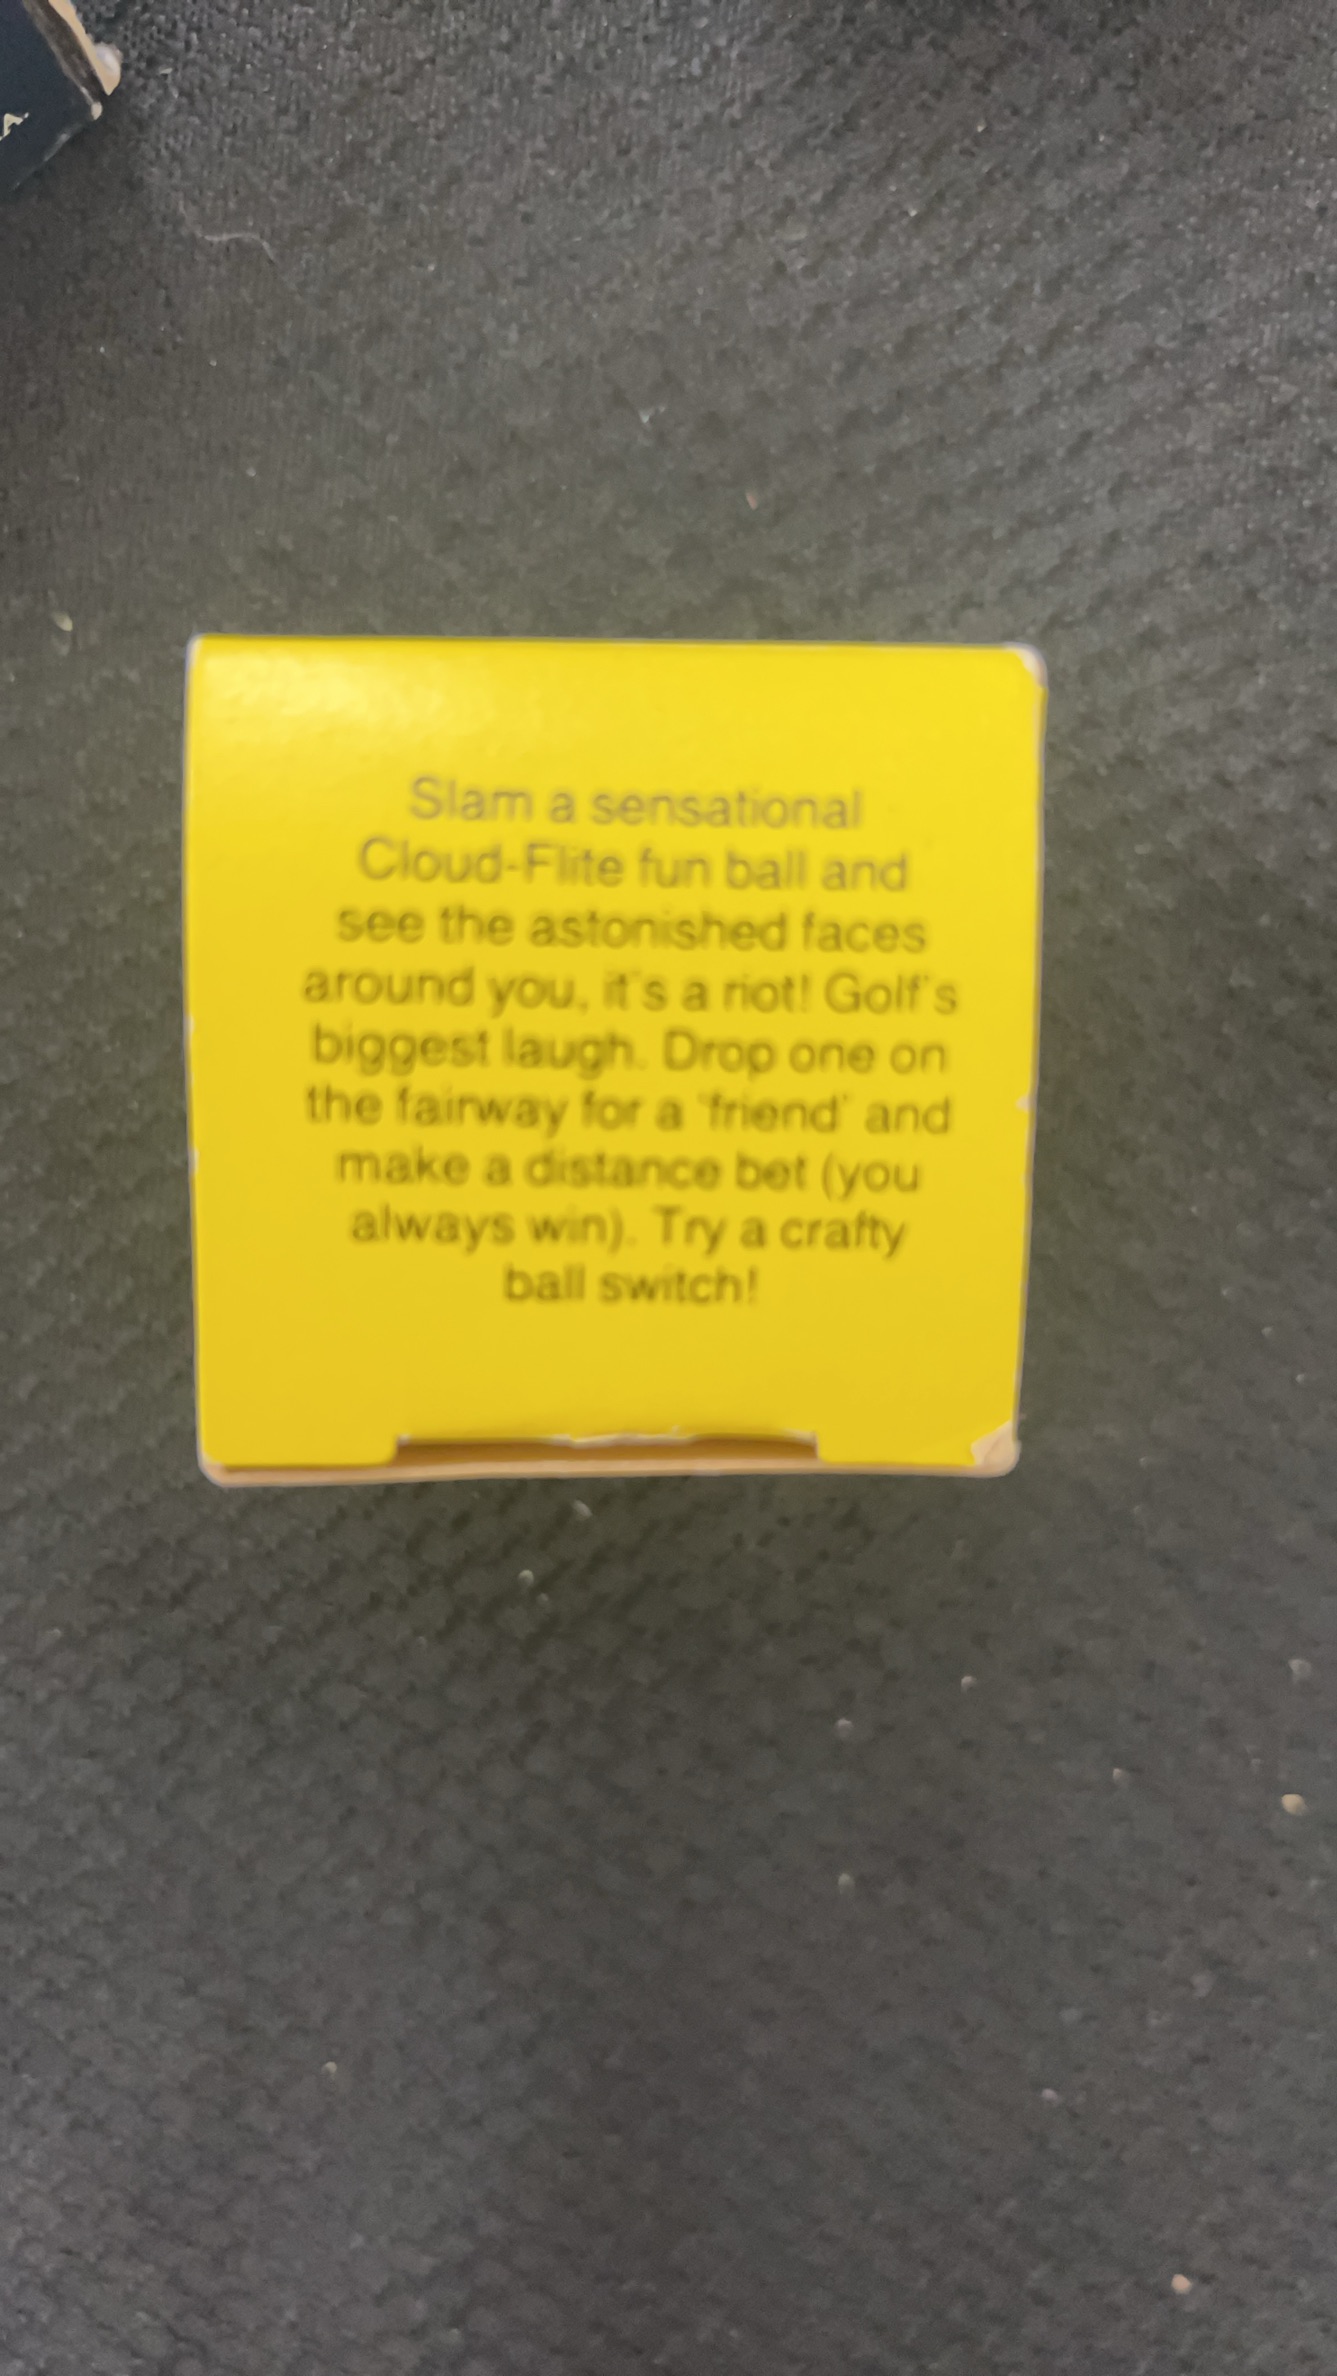 A
Slam a sensational
Cloud-Flite fun ball and
see the astonished faces
around you, it's a riot! Golf's
biggest laugh. Drop one on
the fairway for a 'friend' and
make a distance bet (you
always win). Try a crafty
ball switch!